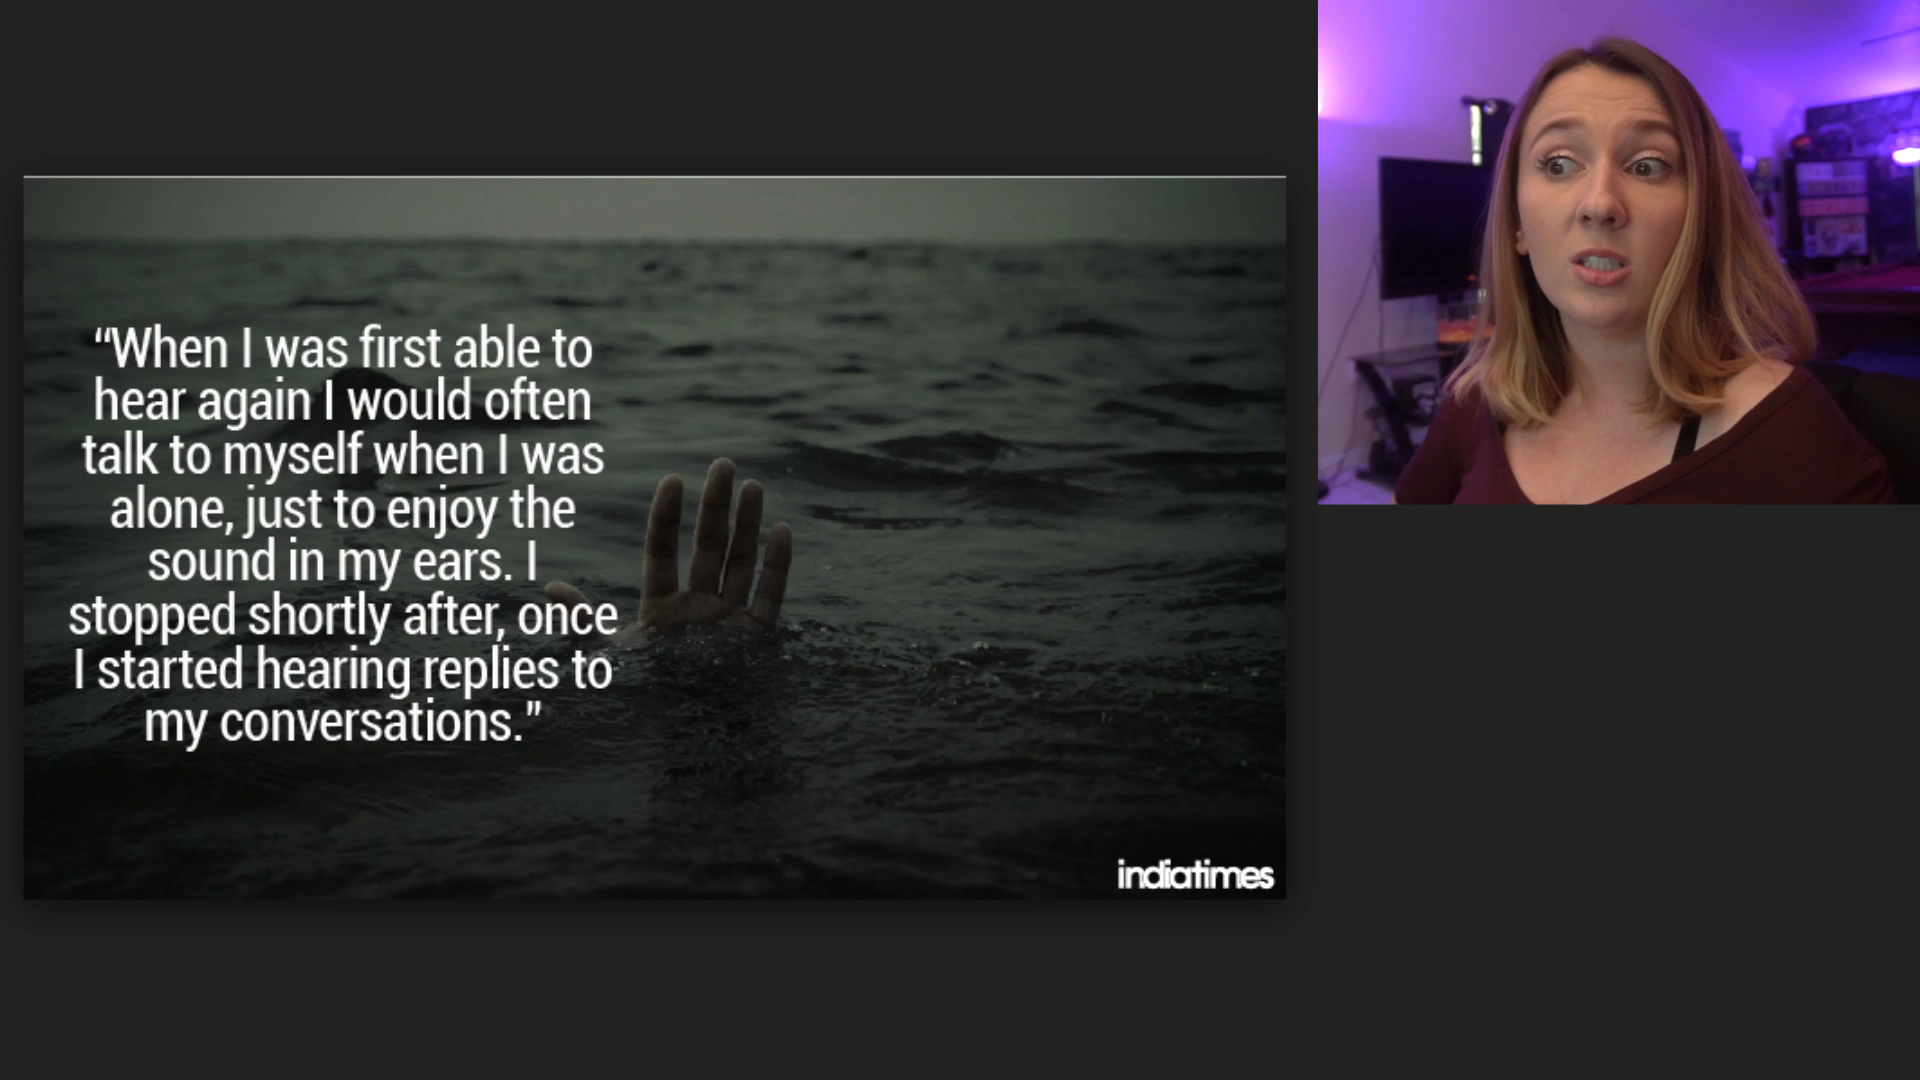 “When I was first able to
hear again I would often
talk to myself when I was
alone, just to enjoy the
sound in my ears. I
stopped shortly after, once
I started hearing replies to
my conversations.”
indiatimes